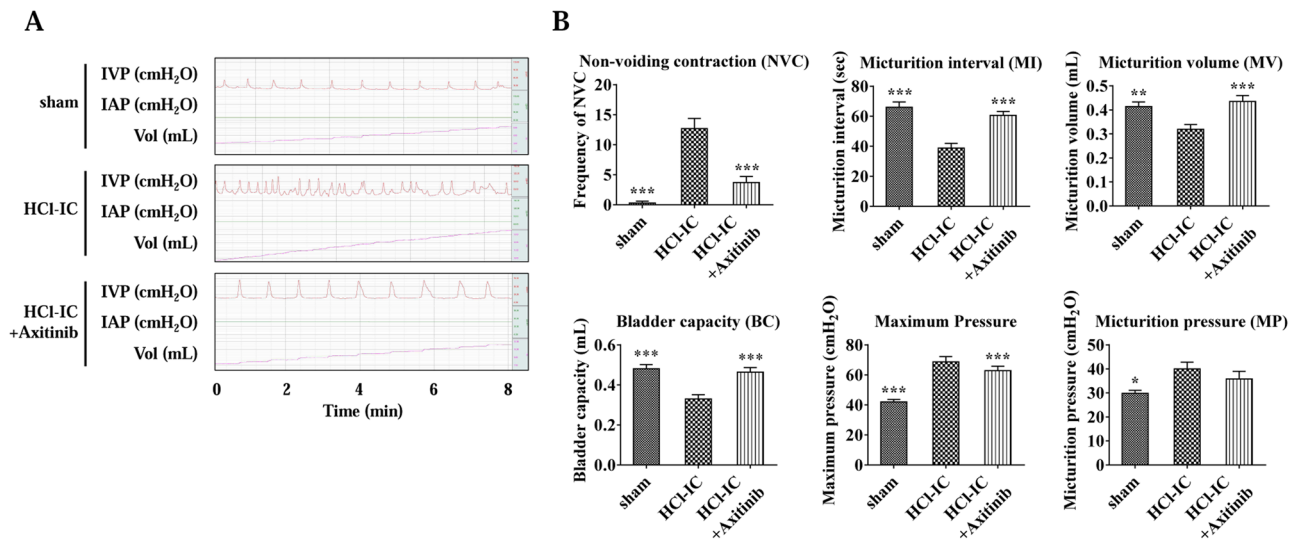 A
sham
IVP (cmH₂O)
IAP (cmH₂O)
Vol (mL)
HCl-IC
IVP (cmH₂O)
IAP (cmH₂O)
Vol (mL)
HCl-IC
+Axitinib
IVP (cmH₂O)
IAP (cmH₂O)
Vol (mL)
0 2 4 6 8
Time (min)
B
Non-voiding contraction (NVC)
Frequency of NVC
20
15
10
5
0
***
***
sham
HCl-IC
HCl-IC
+Axitinib
Micturition interval (MI)
Micturition interval (sec)
80
60
40
20
0
***
***
sham
HCl-IC
HCl-IC
+Axitinib
Micturition volume (MV)
Micturition volume (mL)
0.5
0.4
0.3
0.2
0.1
0.0
**
***
sham
HCl-IC
HCl-IC
+Axitinib
Bladder capacity (BC)
Bladder capacity (mL)
0.6
0.4
0.2
0.0
***
***
sham
HCl-IC
HCl-IC
+Axitinib
Maximum Pressure
Maximum pressure (cmH₂O)
80
60
40
20
0
***
***
sham
HCl-IC
HCl-IC
+Axitinib
Micturition pressure (MP)
Micturition pressure (cmH₂O)
50
40
30
20
10
0
*
sham
HCl-IC
HCl-IC
+Axitinib